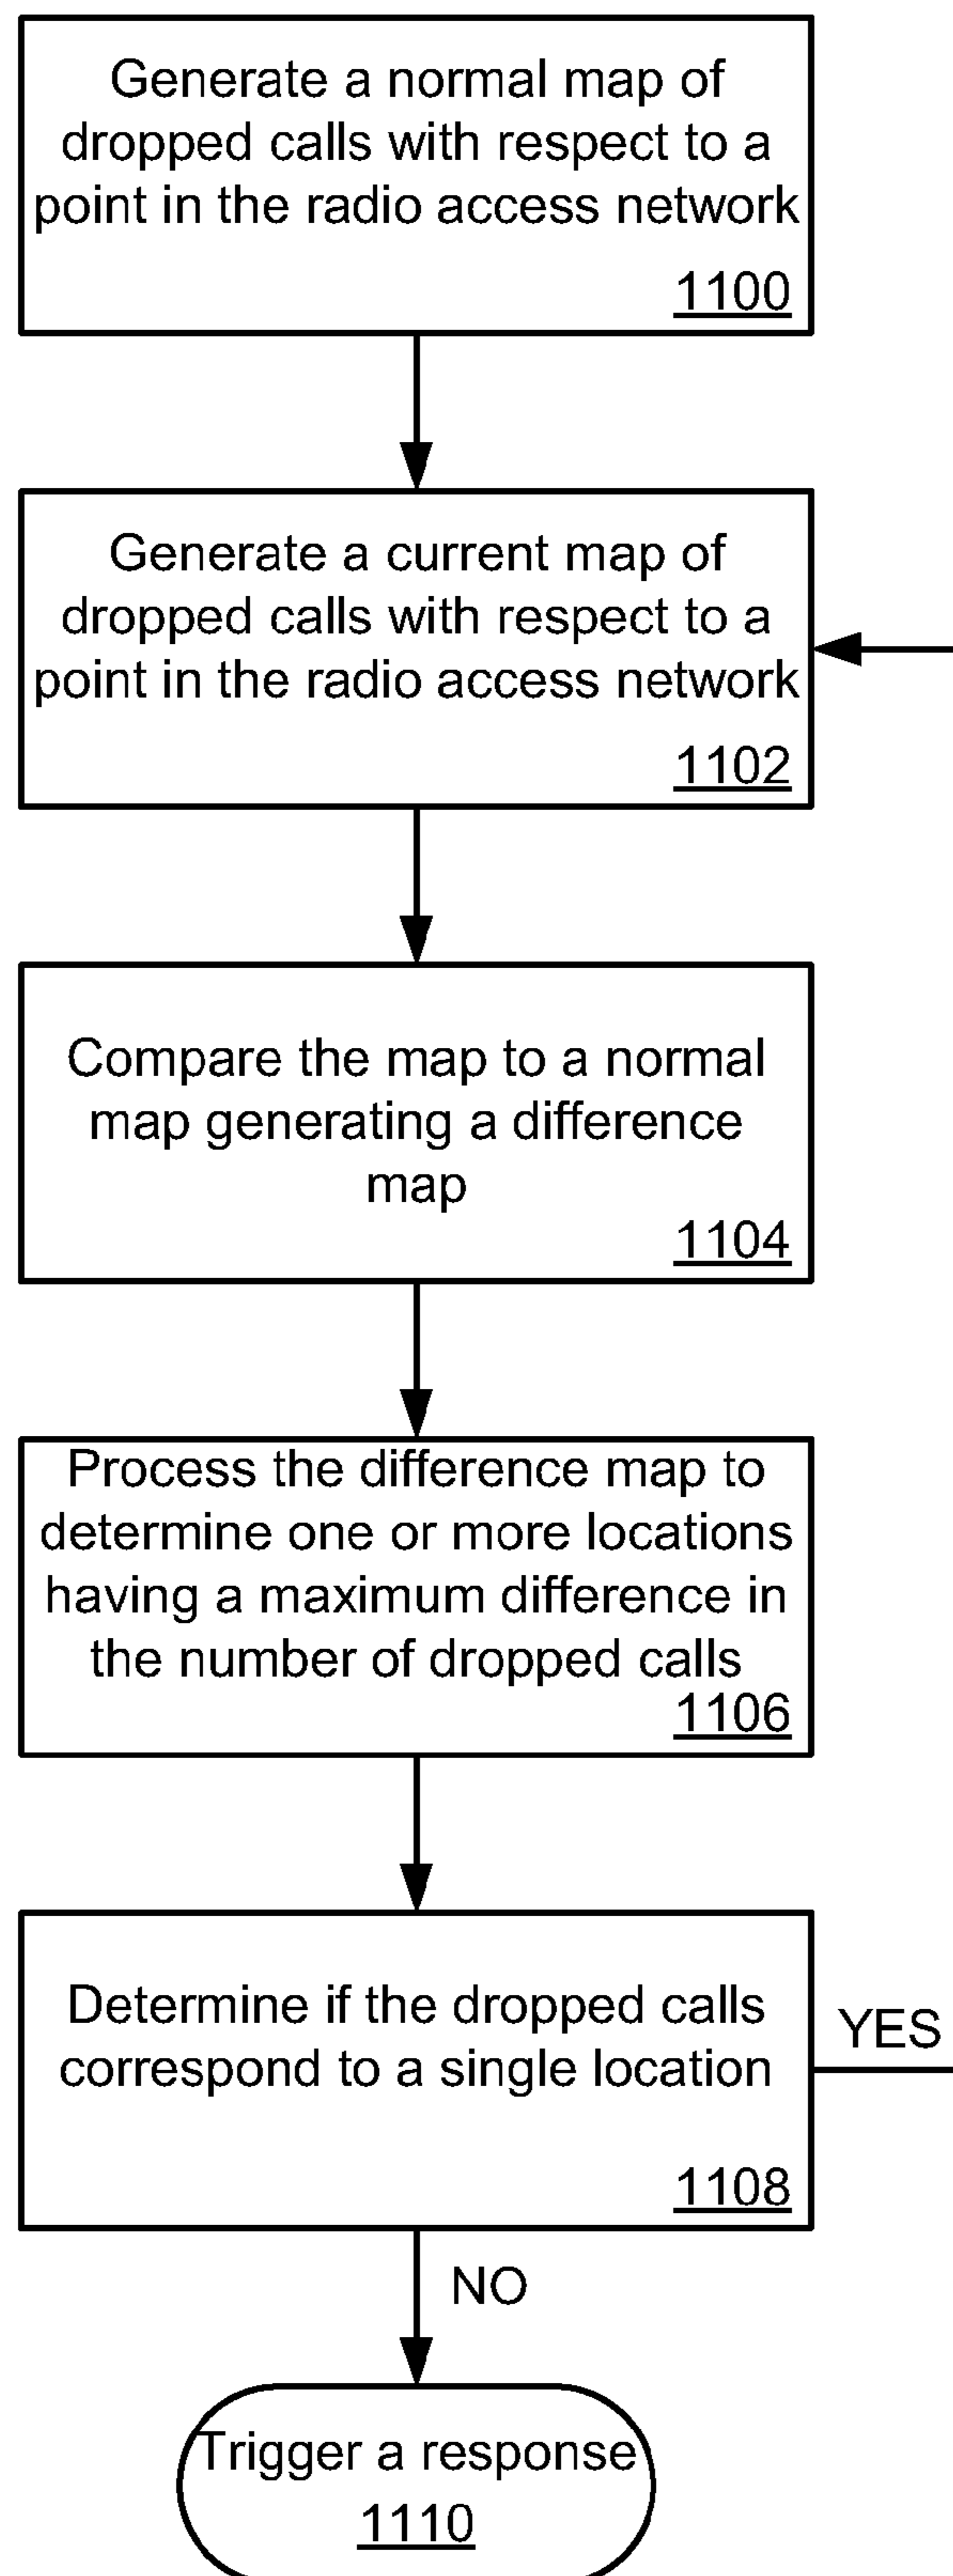 Generate a normal map of
dropped calls with respect to a
point in the radio access network
1100
Generate a current map of
dropped calls with respect to a
point in the radio access network
1102
Compare the map to a normal
map generating a difference
map
1104
Process the difference map to
determine one or more locations
having a maximum difference in
the number of dropped calls
1106
Determine if the dropped calls
correspond to a single location
YES
1108
NO
Trigger a response
1110